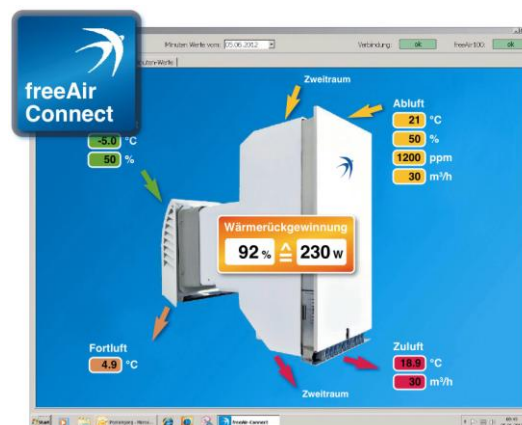 freeAir
Connect
Minuten-Werte vom: 05.06.2012
Verbindung: ok
freeAir100: ok
Zweitraum
Abluft
21 °C
50 %
1200 ppm
30 m³/h
-5.0 °C
50 %
Wärmerückgewinnung
92 % ≙ 230 W
Fortluft
4.9 °C
Zuluft
18.9 °C
30 m³/h
Zweitraum
Start
freeAir-Connect